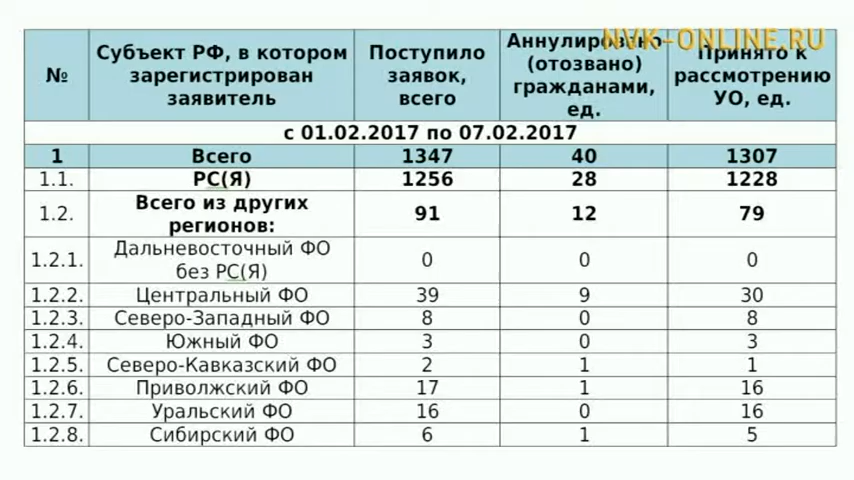 NVK-ONLINE.RU
№ Субъект РФ, в котором зарегистрирован заявитель Поступило заявок, всего Аннулировано (отозвано) гражданами, ед. Принято к рассмотрению УО, ед.
с 01.02.2017 по 07.02.2017
1 Всего 1347 40 1307
1.1. РС(Я) 1256 28 1228
1.2. Всего из других регионов: 91 12 79
1.2.1. Дальневосточный ФО без РС(Я) 0 0 0
1.2.2. Центральный ФО 39 9 30
1.2.3. Северо-Западный ФО 8 0 8
1.2.4. Южный ФО 3 0 3
1.2.5. Северо-Кавказский ФО 2 1 1
1.2.6. Приволжский ФО 17 1 16
1.2.7. Уральский ФО 16 0 16
1.2.8. Сибирский ФО 6 1 5